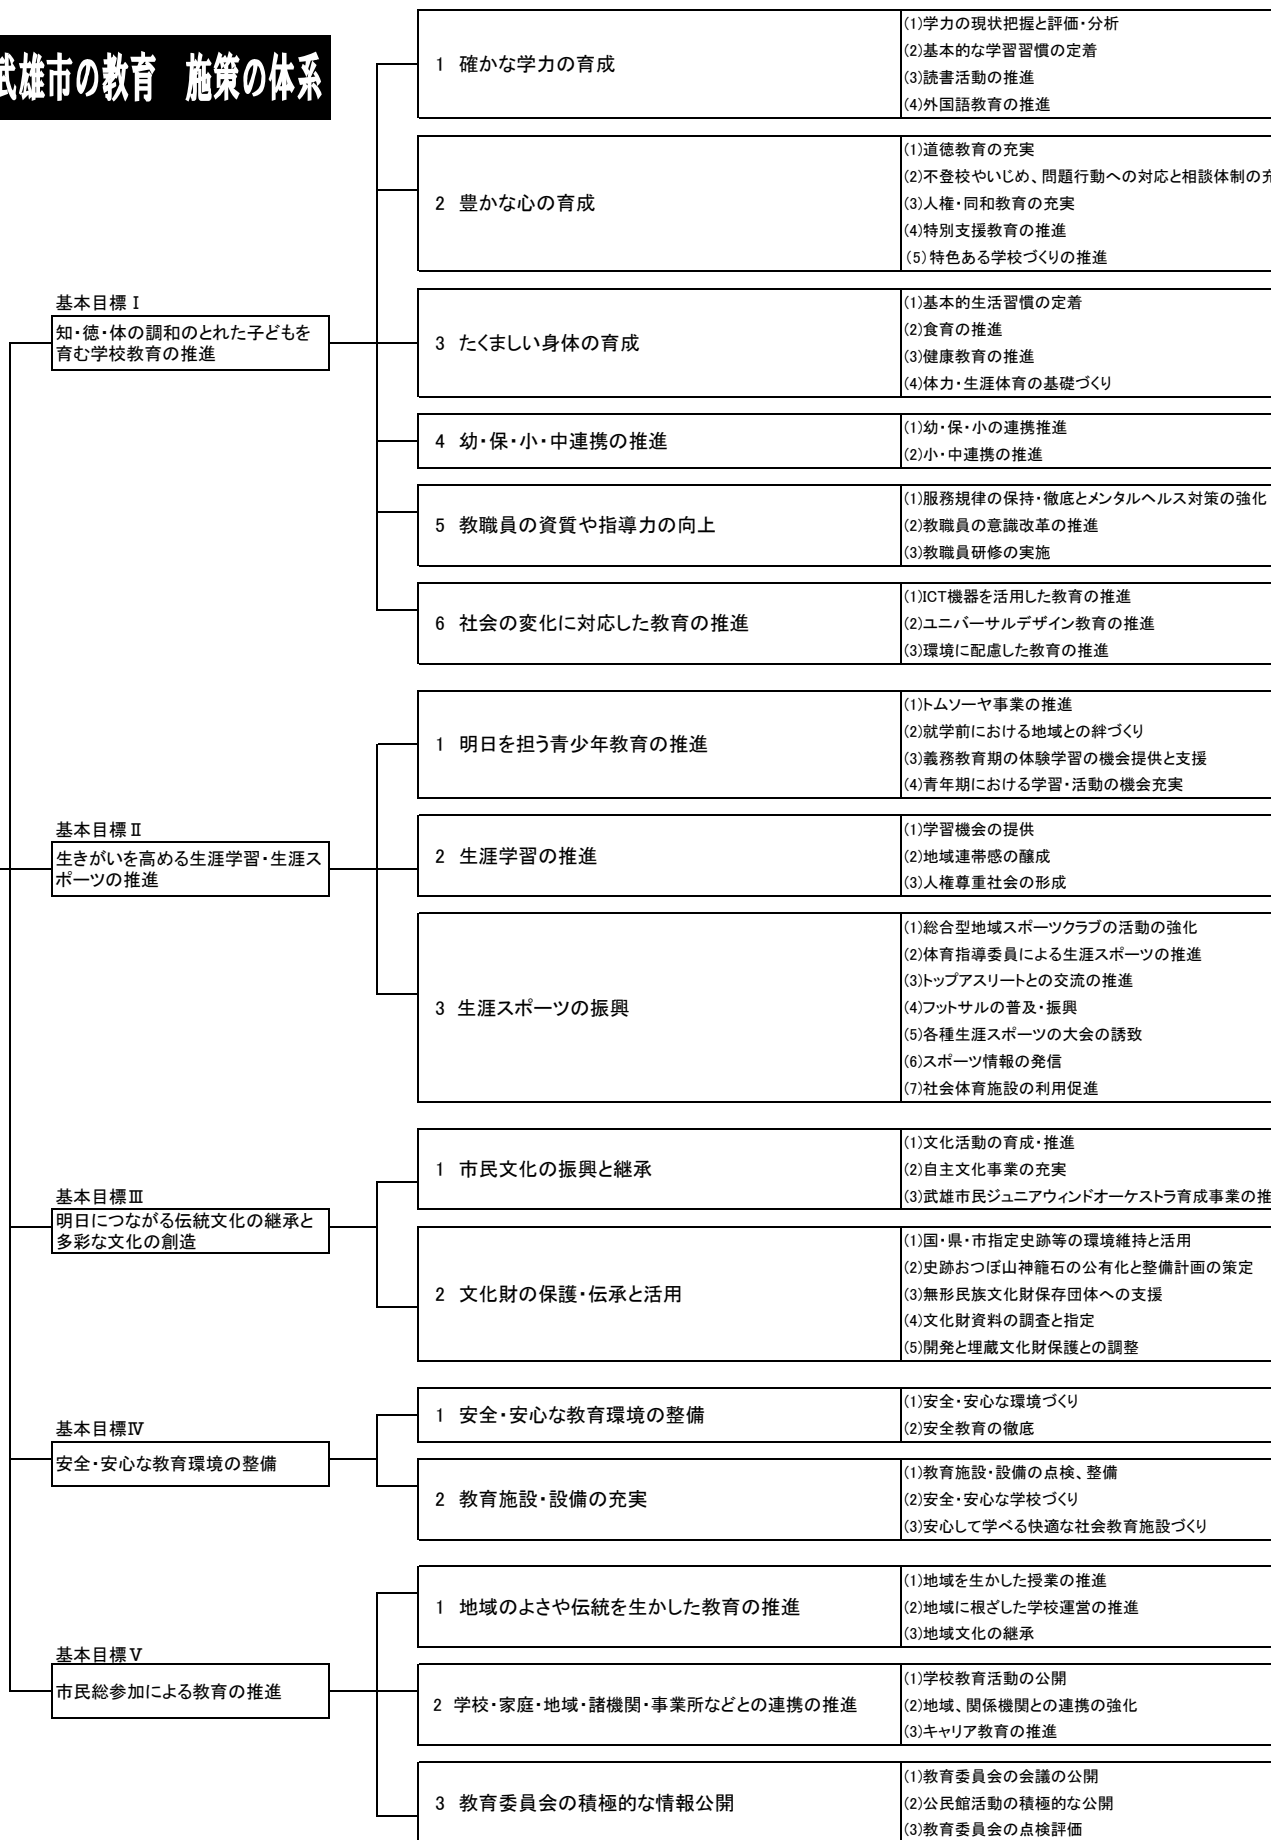 武雄市の教育　施策の体系
基本目標Ⅰ
知・徳・体の調和のとれた子どもを
育む学校教育の推進
1 確かな学力の育成
(1)学力の現状把握と評価・分析
(2)基本的な学習習慣の定着
(3)読書活動の推進
(4)外国語教育の推進
2 豊かな心の育成
(1)道徳教育の充実
(2)不登校やいじめ、問題行動への対応と相談体制の充
(3)人権・同和教育の充実
(4)特別支援教育の推進
(5)特色ある学校づくりの推進
3 たくましい身体の育成
(1)基本的生活習慣の定着
(2)食育の推進
(3)健康教育の推進
(4)体力・生涯体育の基礎づくり
4 幼・保・小・中連携の推進
(1)幼・保・小の連携推進
(2)小・中連携の推進
5 教職員の資質や指導力の向上
(1)服務規律の保持・徹底とメンタルヘルス対策の強化
(2)教職員の意識改革の推進
(3)教職員研修の実施
6 社会の変化に対応した教育の推進
(1)ICT機器を活用した教育の推進
(2)ユニバーサルデザイン教育の推進
(3)環境に配慮した教育の推進
基本目標Ⅱ
生きがいを高める生涯学習・生涯ス
ポーツの推進
1 明日を担う青少年教育の推進
(1)トムソーヤ事業の推進
(2)就学前における地域との絆づくり
(3)義務教育期の体験学習の機会提供と支援
(4)青年期における学習・活動の機会充実
2 生涯学習の推進
(1)学習機会の提供
(2)地域連帯感の醸成
(3)人権尊重社会の形成
3 生涯スポーツの振興
(1)総合型地域スポーツクラブの活動の強化
(2)体育指導委員による生涯スポーツの推進
(3)トップアスリートとの交流の推進
(4)フットサルの普及・振興
(5)各種生涯スポーツの大会の誘致
(6)スポーツ情報の発信
(7)社会体育施設の利用促進
基本目標Ⅲ
明日につながる伝統文化の継承と
多彩な文化の創造
1 市民文化の振興と継承
(1)文化活動の育成・推進
(2)自主文化事業の充実
(3)武雄市民ジュニアウィンドオーケストラ育成事業の推
2 文化財の保護・伝承と活用
(1)国・県・市指定史跡等の環境維持と活用
(2)史跡おつぼ山神籠石の公有化と整備計画の策定
(3)無形民族文化財保存団体への支援
(4)文化財資料の調査と指定
(5)開発と埋蔵文化財保護との調整
基本目標Ⅳ
安全・安心な教育環境の整備
1 安全・安心な教育環境の整備
(1)安全・安心な環境づくり
(2)安全教育の徹底
2 教育施設・設備の充実
(1)教育施設・設備の点検、整備
(2)安全・安心な学校づくり
(3)安心して学べる快適な社会教育施設づくり
基本目標Ⅴ
市民総参加による教育の推進
1 地域のよさや伝統を生かした教育の推進
(1)地域を生かした授業の推進
(2)地域に根ざした学校運営の推進
(3)地域文化の継承
2 学校・家庭・地域・諸機関・事業所などとの連携の推進
(1)学校教育活動の公開
(2)地域、関係機関との連携の強化
(3)キャリア教育の推進
3 教育委員会の積極的な情報公開
(1)教育委員会の会議の公開
(2)公民館活動の積極的な公開
(3)教育委員会の点検評価